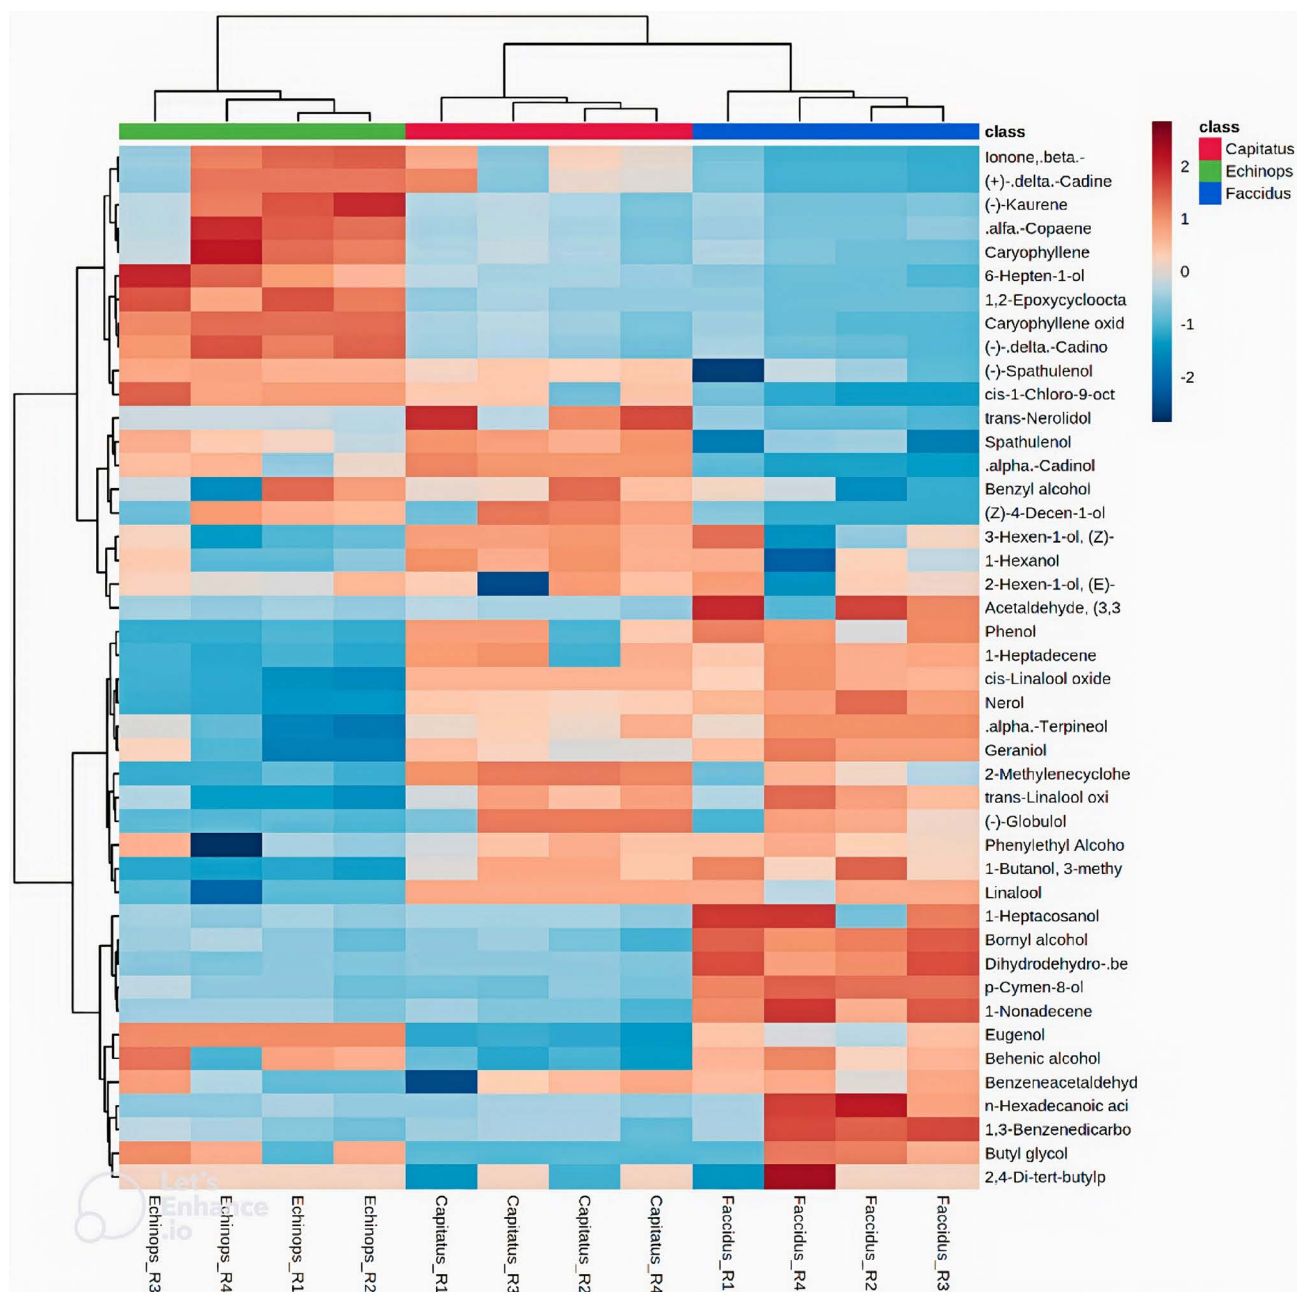 class
Ionone,.beta.-
(+)-.delta.-Cadine
(-)-Kaurene
.alfa.-Copaene
Caryophyllene
6-Hepten-1-ol
1,2-Epoxycycloocta
Caryophyllene oxid
(-)-.delta.-Cadino
(-)-Spathulenol
cis-1-Chloro-9-oct
trans-Nerolidol
Spathulenol
.alpha.-Cadinol
Benzyl alcohol
(Z)-4-Decen-1-ol
3-Hexen-1-ol, (Z)-
1-Hexanol
2-Hexen-1-ol, (E)-
Acetaldehyde, (3,3
Phenol
1-Heptadecene
cis-Linalool oxide
Nerol
.alpha.-Terpineol
Geraniol
2-Methylenecyclohe
trans-Linalool oxi
(-)-Globulol
Phenylethyl Alcoho
1-Butanol, 3-methy
Linalool
1-Heptacosanol
Bornyl alcohol
Dihydrodehydro-.be
p-Cymen-8-ol
1-Nonadecene
Eugenol
Behenic alcohol
Benzeneacetaldehyd
n-Hexadecanoic aci
1,3-Benzenedicarbo
Butyl glycol
2,4-Di-tert-butylp
2
1
0
-1
-2
class
Capitatus
Echinops
Faccidus
Echinops_R3
Echinops_R4
Echinops_R1
Echinops_R2
Capitatus_R1
Capitatus_R3
Capitatus_R2
Capitatus_R4
Faccidus_R1
Faccidus_R4
Faccidus_R2
Faccidus_R3
Let's
Enhance
.io